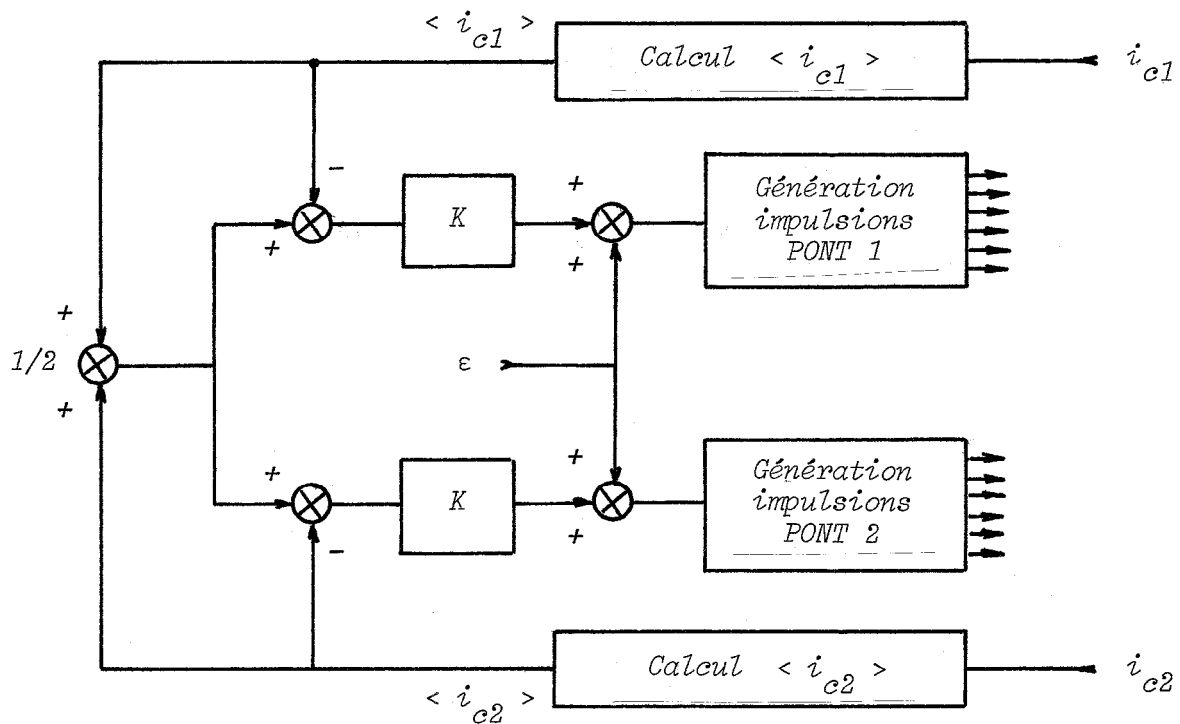 < i_c1 >
Calcul < i_c1 >
i_c1
-
+
K
+
+
Génération
impulsions
PONT 1
+
1/2
+
ε
+
-
K
+
+
Génération
impulsions
PONT 2
< i_c2 >
Calcul < i_c2 >
i_c2